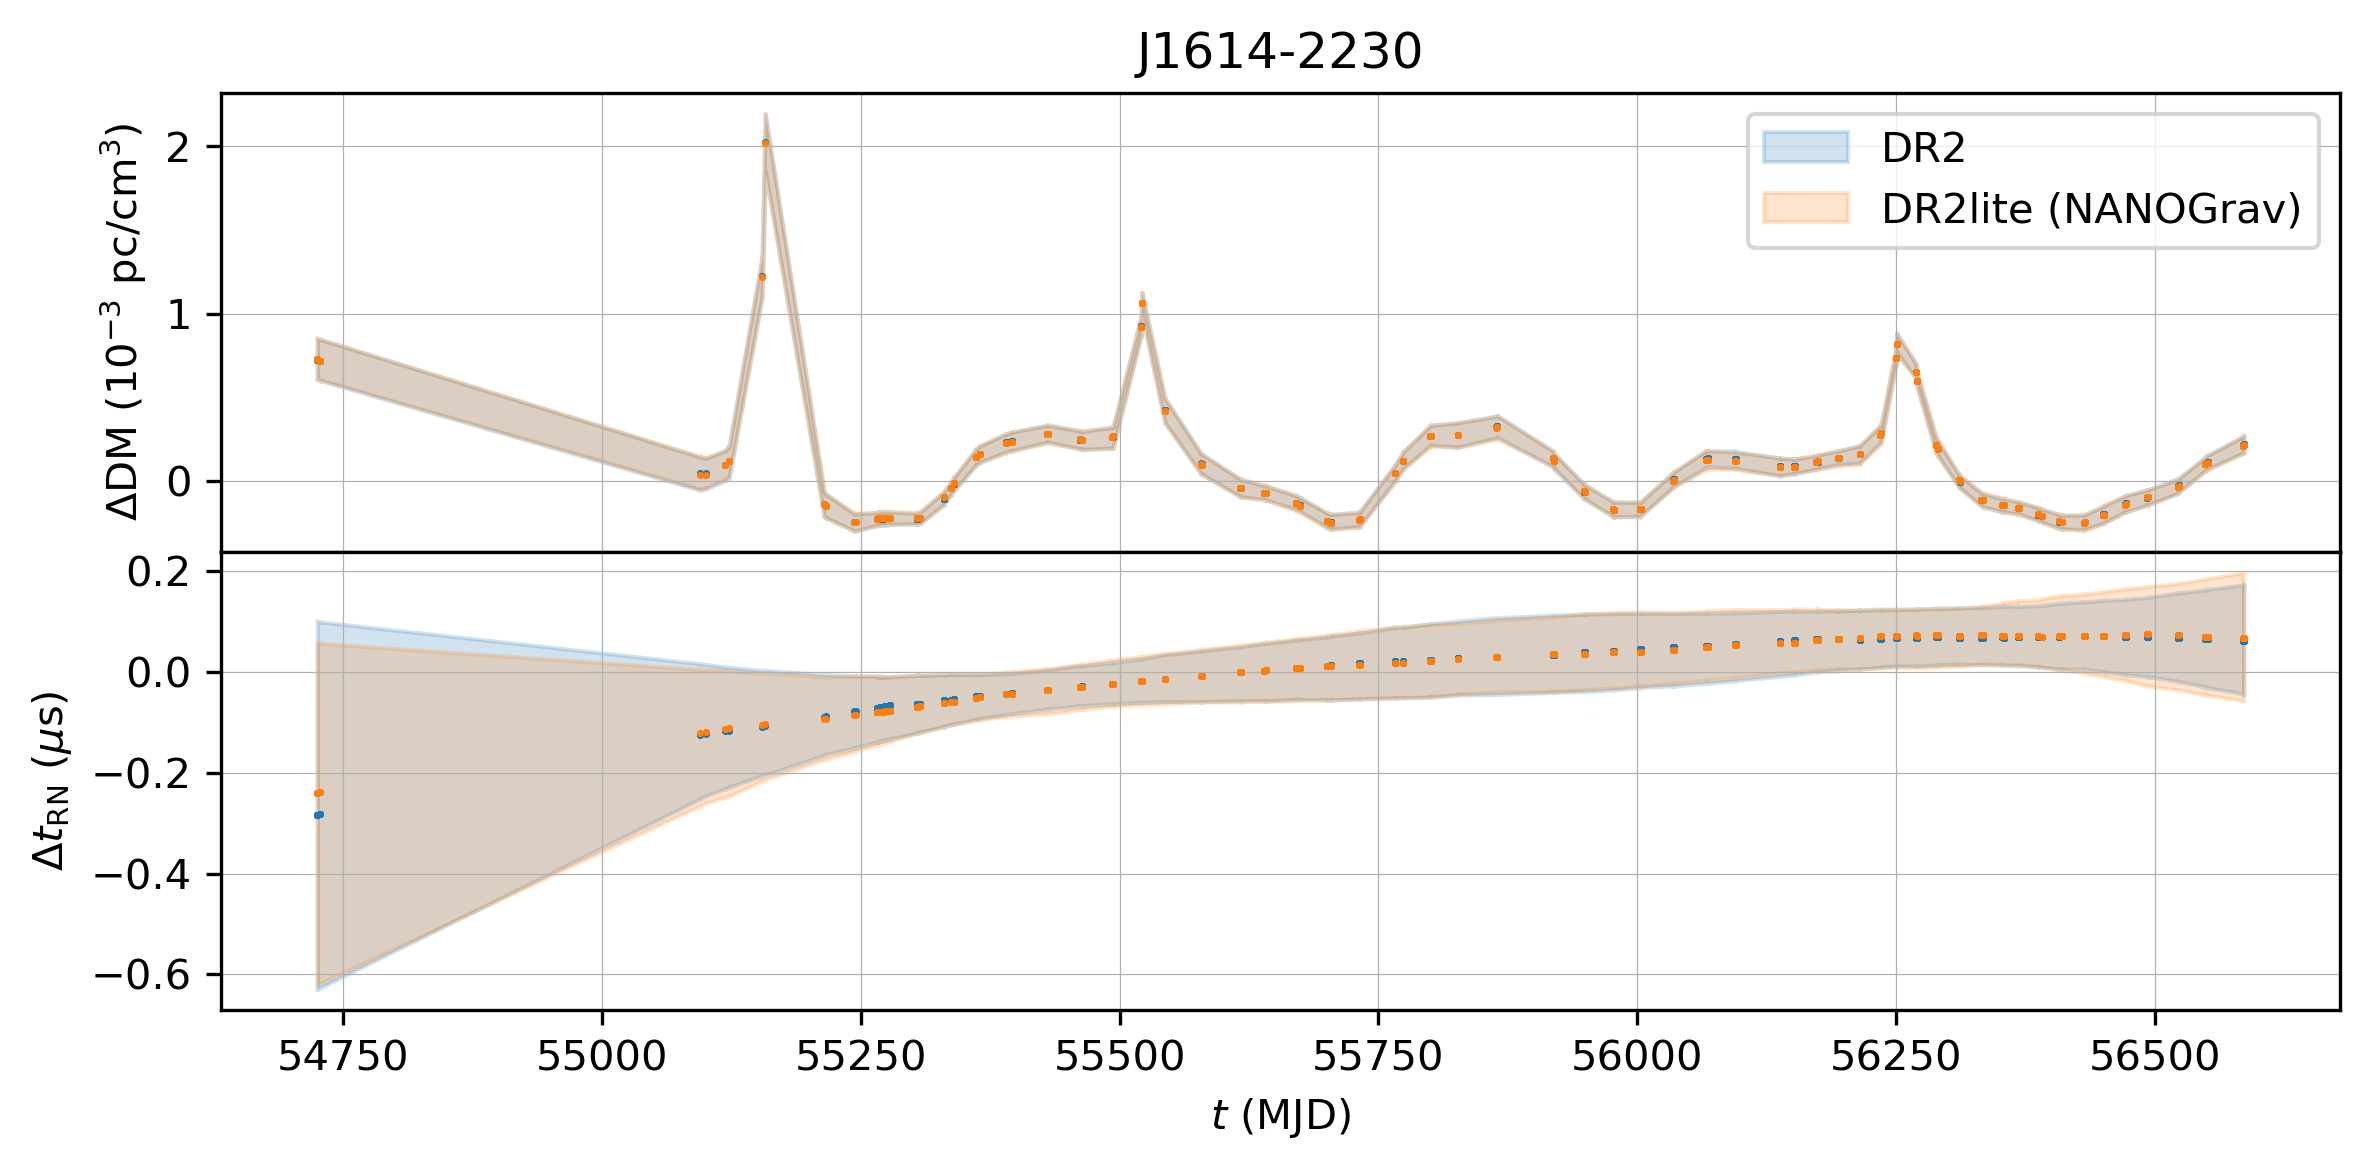 J1614-2230
ΔDM (10⁻³ pc/cm³)
2
1
0
DR2
DR2lite (NANOGrav)
Δt_RN (μs)
0.2
0.0
−0.2
−0.4
−0.6
54750 55000 55250 55500 55750 56000 56250 56500
t (MJD)